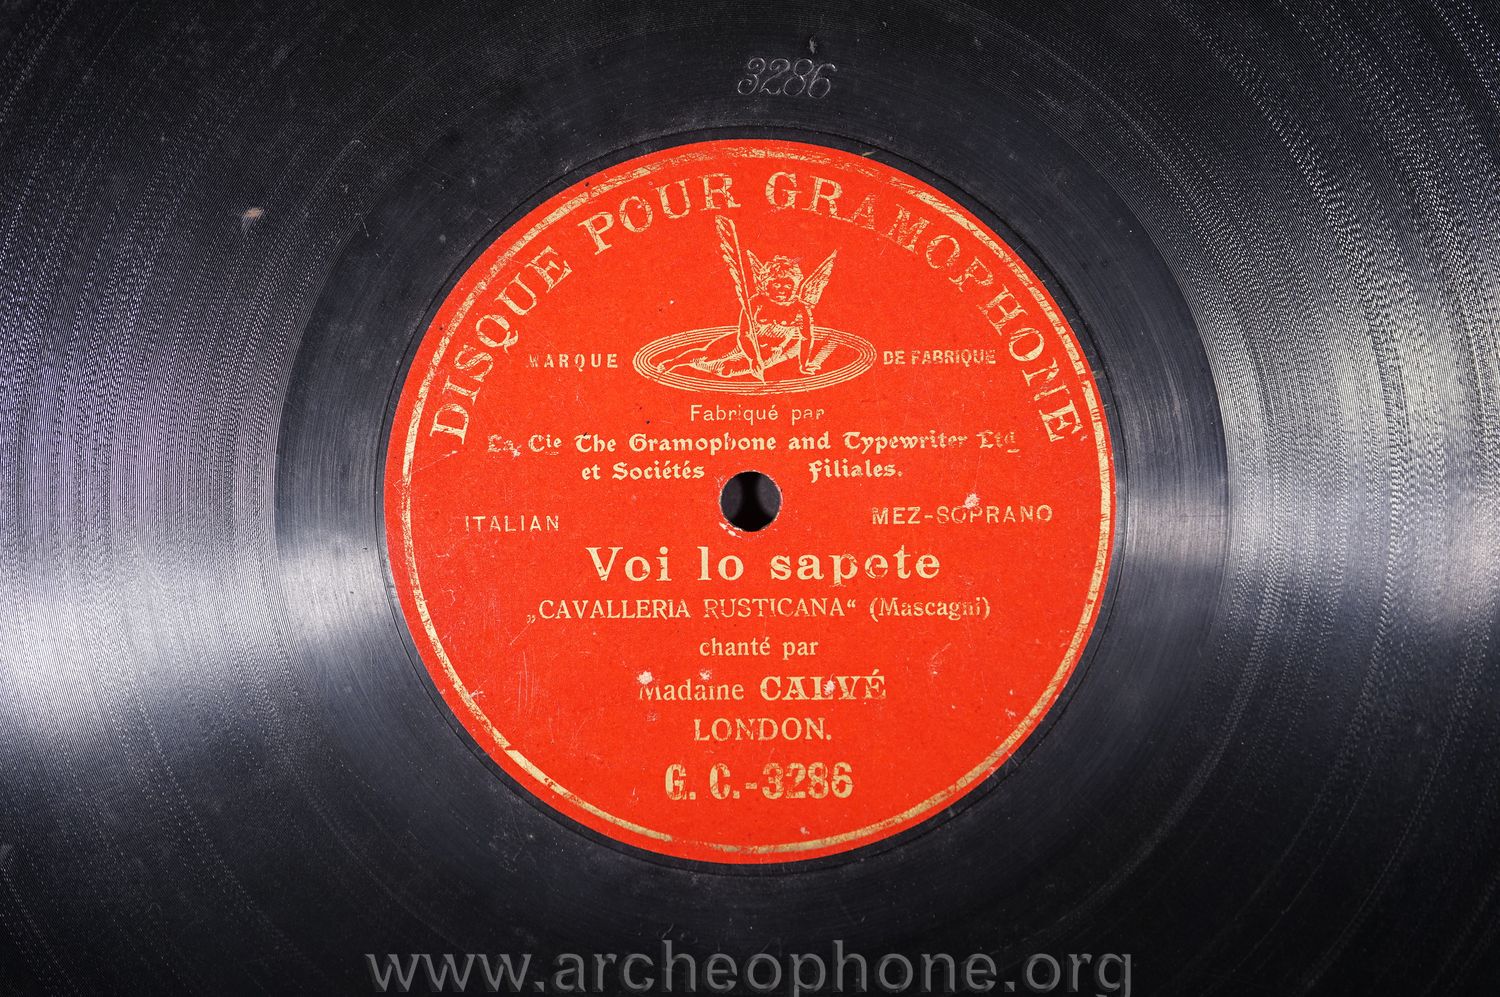 3286
DISQUE POUR GRAMOPHONE
MARQUE DE FABRIQUE
Fabriqué par
La Cie The Gramophone and Typewriter Ltd
et Sociétés filiales.
ITALIAN MEZ-SOPRANO
Voi lo sapete
„CAVALLERIA RUSTICANA“ (Mascagni)
chanté par
Madame CALVÉ
LONDON.
G. C.-3286
www.archeophone.org